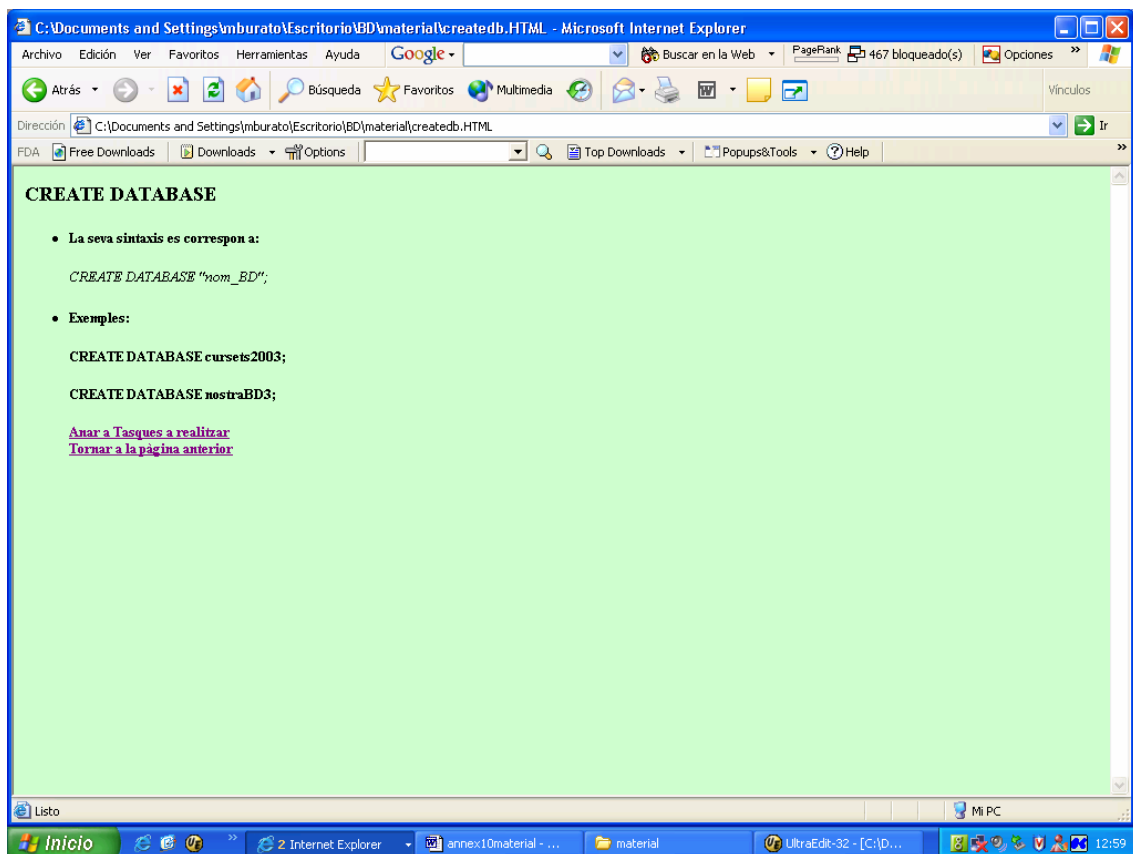 C:\Documents and Settings\mburato\Escritorio\BD\material\createdb.HTML - Microsoft Internet Explorer
Archivo Edición Ver Favoritos Herramientas Ayuda Google Buscar en la Web PageRank 467 bloqueado(s) Opciones »
Atrás Búsqueda Favoritos Multimedia Vínculos
Dirección C:\Documents and Settings\mburato\Escritorio\BD\material\createdb.HTML Ir
FDA Free Downloads Downloads Options Top Downloads Popups&Tools Help »
CREATE DATABASE
• La seva sintaxis es correspon a:
CREATE DATABASE "nom_BD";
• Exemples:
CREATE DATABASE cursets2003;
CREATE DATABASE nostraBD3;
Anar a Tasques a realitzar
Tornar a la pàgina anterior
Listo Mi PC
Inicio » 2 Internet Explorer annex10material - ... material UltraEdit-32 - [C:\D... 12:59